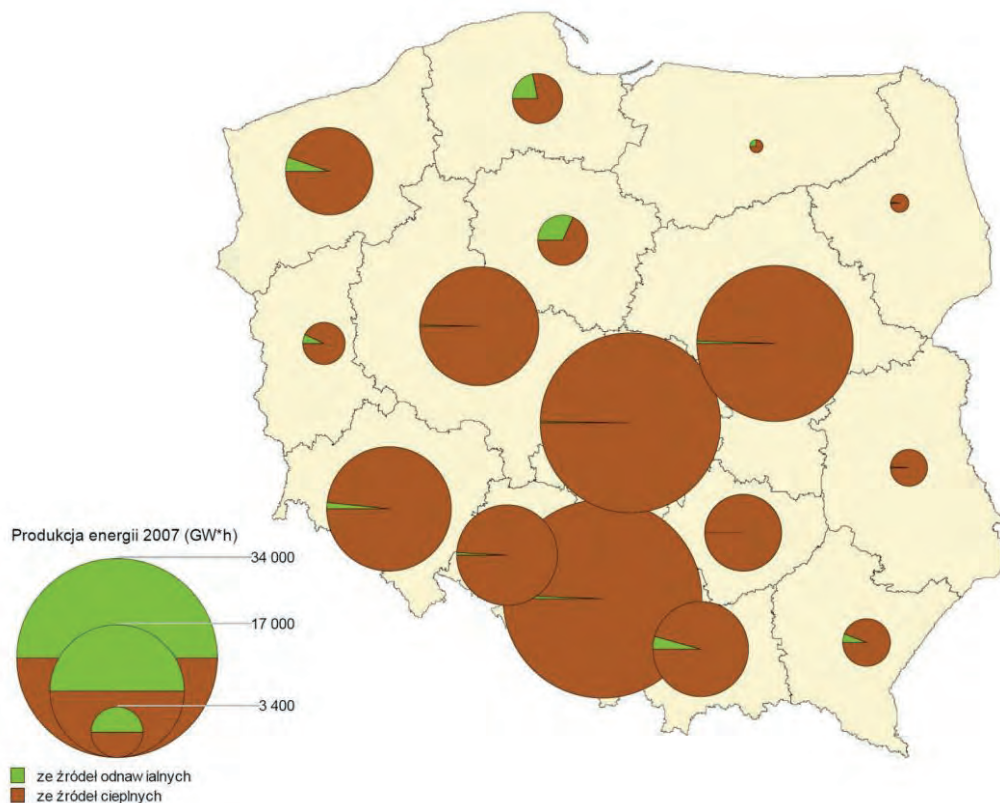 Produkcja energii 2007 (GW*h)
34 000
17 000
3 400
ze źródeł odnaw ialnych
ze źródeł cieplnych